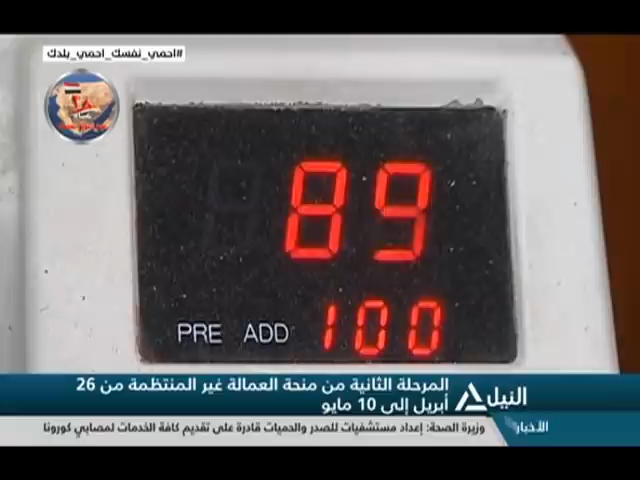 #احمي_نفسك_احمي_بلدك
89
PRE ADD 100
النيل
المرحلة الثانية من منحة العمالة غير المنتظمة من 26
أبريل إلى 10 مايو
الأخبار
وزيرة الصحة: إعداد مستشفيات للصدر والحميات قادرة على تقديم كافة الخدمات لمصابي كورونا